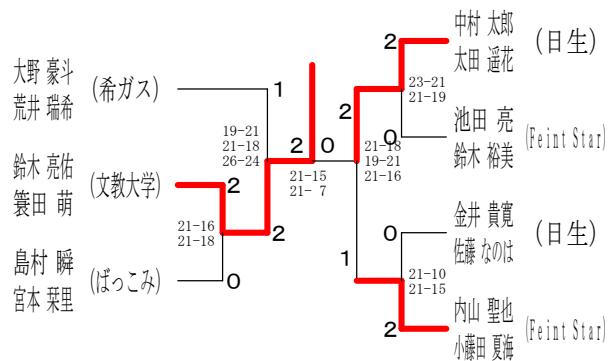 大野 豪斗
荒井 瑞希
(希ガス)
1
19-21
21-18
26-24
鈴木 亮佑
簑田 萌
(文教大学)
2
21-16
21-18
2
島村 瞬
宮本 栞里
(ばっこみ)
0
2
0
21-15
21- 7
中村 太郎
太田 遥花
(日生)
2
23-21
21-19
2
池田 亮
鈴木 裕美
(Feint Star)
0
21-18
19-21
21-16
金井 貴寛
佐藤 なのは
(日生)
0
1
21-10
21-15
内山 聖也
小藤田 夏海
(Feint Star)
2